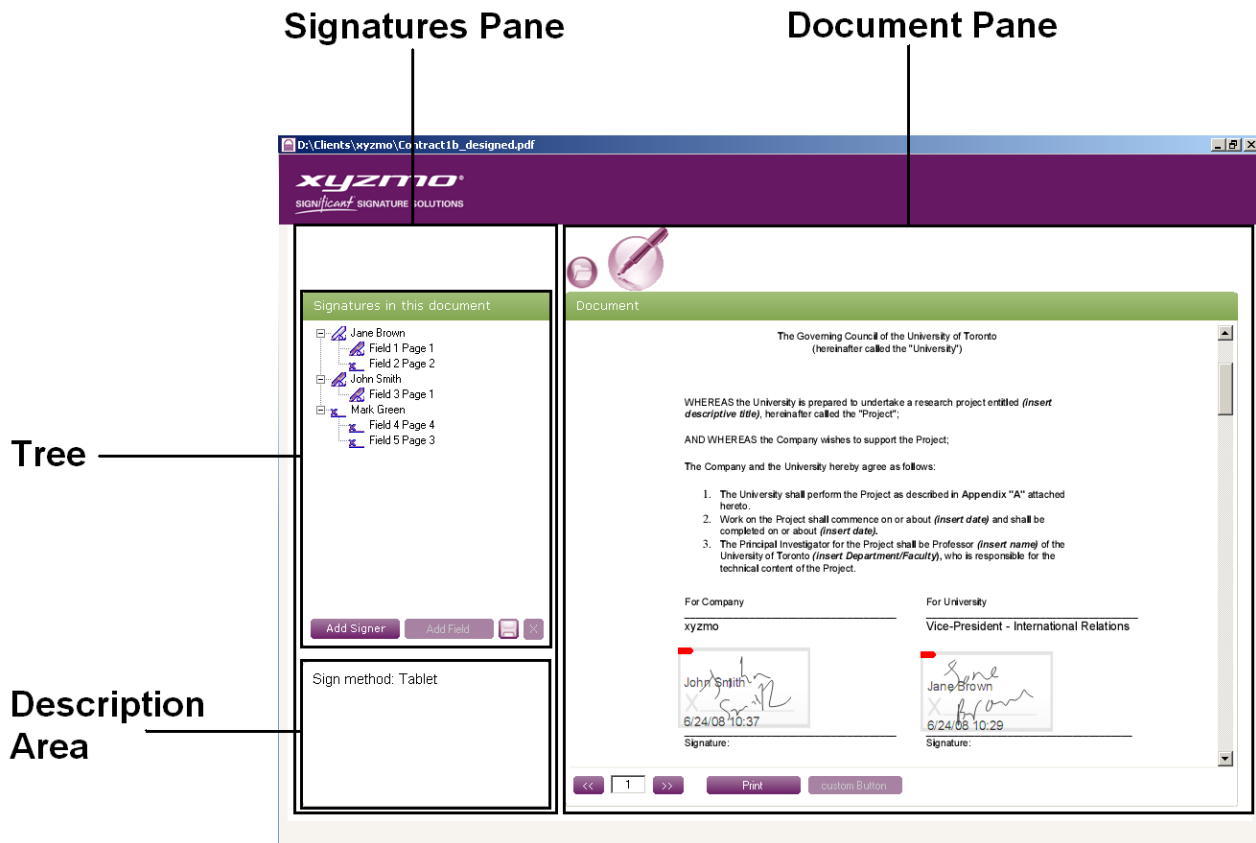 Signatures Pane
Document Pane
D:\Clients\xyzmo\Contract1b_designed.pdf
xyzmo
SIGNificant SIGNATURE SOLUTIONS
Signatures in this document
Jane Brown
Field 1 Page 1
Field 2 Page 2
John Smith
Field 3 Page 1
Mark Green
Field 4 Page 4
Field 5 Page 3
Tree
Add Signer
Add Field
X
Sign method: Tablet
Description
Area
Document
The Governing Council of the University of Toronto
(hereinafter called the "University")
WHEREAS the University is prepared to undertake a research project entitled (insert
descriptive title), hereinafter called the "Project";
AND WHEREAS the Company wishes to support the Project;
The Company and the University hereby agree as follows:
1. The University shall perform the Project as described in Appendix "A" attached
hereto.
2. Work on the Project shall commence on or about (insert date) and shall be
completed on or about (insert date).
3. The Principal Investigator for the Project shall be Professor (insert name) of the
University of Toronto (insert Department/Faculty), who is responsible for the
technical content of the Project.
For Company
xyzmo
John Smith
John
Smith
X
6/24/08 10:37
Signature:
For University
Vice-President - International Relations
Jane
Jane Brown
Brown
X
6/24/08 10:29
Signature:
<< 1 >> Print custom Button